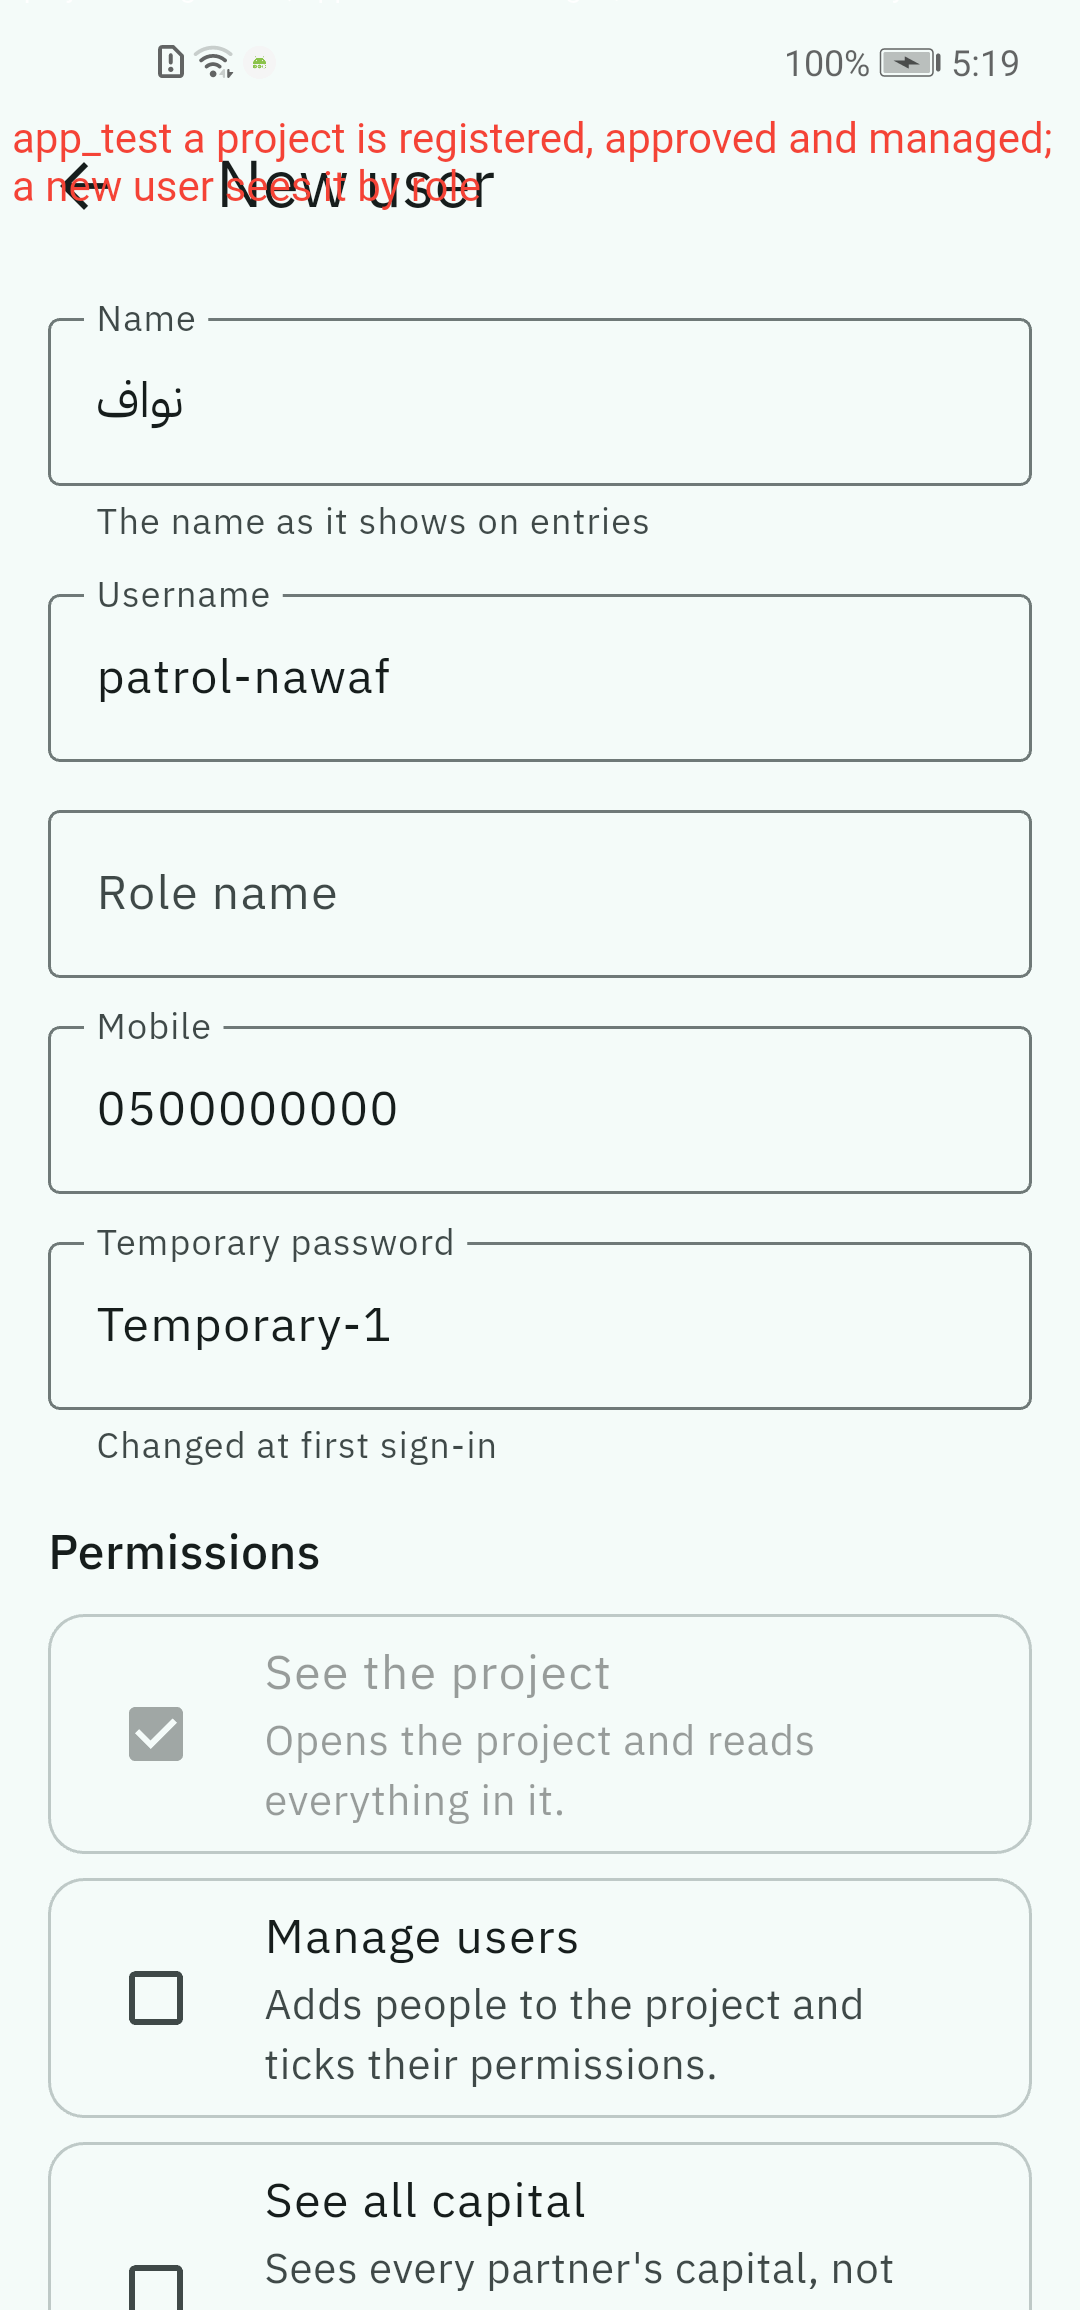 100% 5:19
app_test a project is registered, approved and managed;
a new user sees it by role
New user
Name
نواف
The name as it shows on entries
Username
patrol-nawaf
Role name
Mobile
0500000000
Temporary password
Temporary-1
Changed at first sign-in
Permissions
See the project
Opens the project and reads
everything in it.
Manage users
Adds people to the project and
ticks their permissions.
See all capital
Sees every partner's capital, not